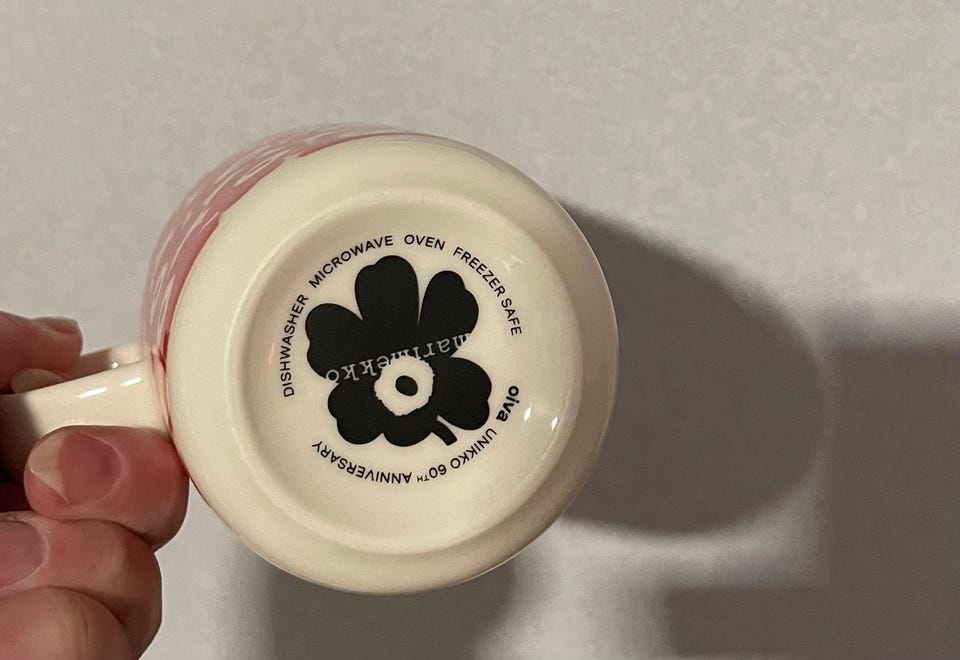 DISHWASHER MICROWAVE OVEN FREEZER SAFE
marimekko
oiva UNIKKO 60TH ANNIVERSARY